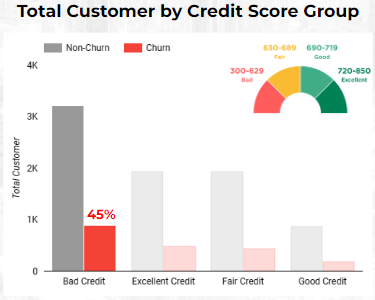 Total Customer by Credit Score Group
Non-Churn Churn
630-689 690-719
Fair Good
300-629 720-850
Bad Excellent
4K
3K
2K
1K
0
Total Customer
45%
Bad Credit Excellent Credit Fair Credit Good Credit